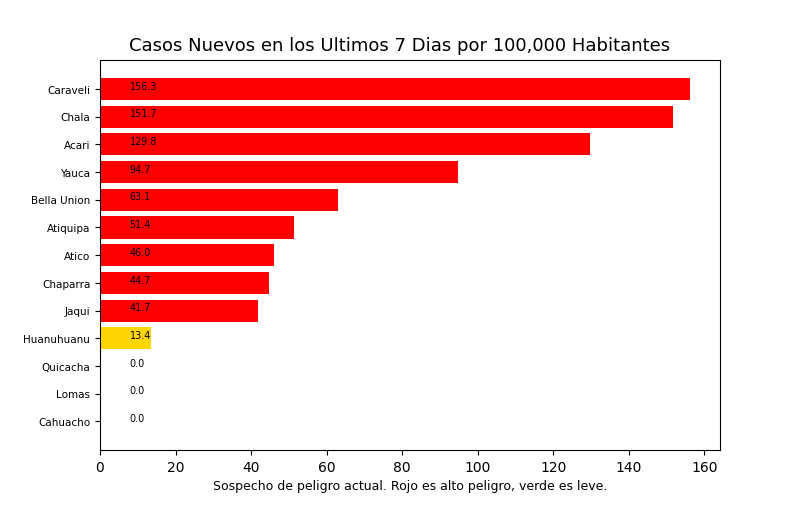 Casos Nuevos en los Ultimos 7 Dias por 100,000 Habitantes
Caraveli 156.3
Chala 151.7
Acari 129.8
Yauca 94.7
Bella Union 63.1
Atiquipa 51.4
Atico 46.0
Chaparra 44.7
Jaqui 41.7
Huanuhuanu 13.4
Quicacha 0.0
Lomas 0.0
Cahuacho 0.0
0 20 40 60 80 100 120 140 160
Sospecho de peligro actual. Rojo es alto peligro, verde es leve.